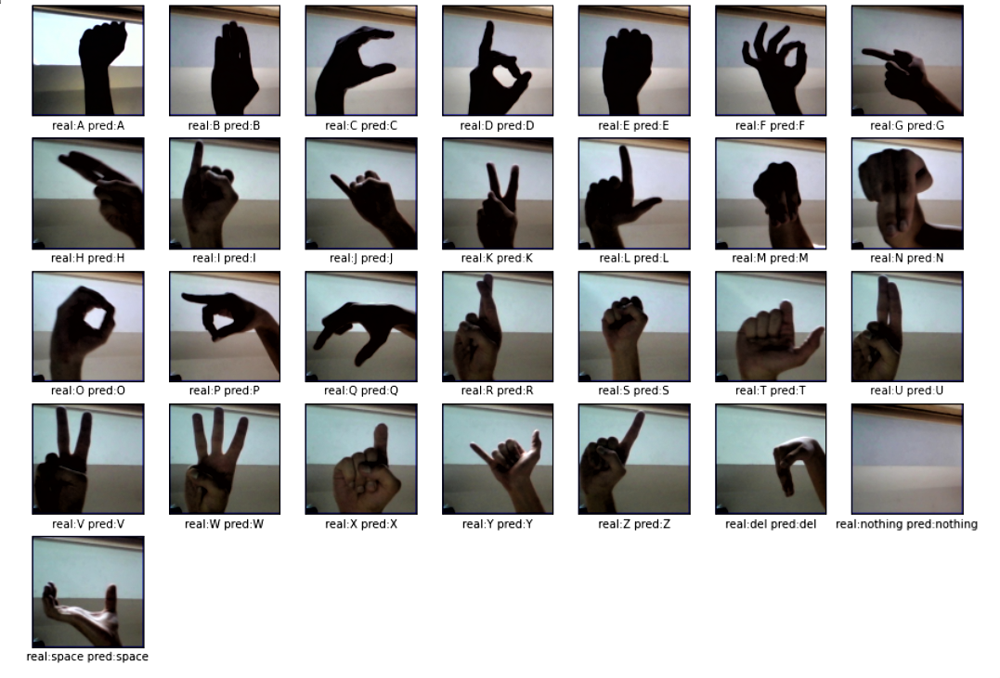 real:A pred:A
real:B pred:B
real:C pred:C
real:D pred:D
real:E pred:E
real:F pred:F
real:G pred:G
real:H pred:H
real:I pred:I
real:J pred:J
real:K pred:K
real:L pred:L
real:M pred:M
real:N pred:N
real:O pred:O
real:P pred:P
real:Q pred:Q
real:R pred:R
real:S pred:S
real:T pred:T
real:U pred:U
real:V pred:V
real:W pred:W
real:X pred:X
real:Y pred:Y
real:Z pred:Z
real:del pred:del
real:nothing pred:nothing
real:space pred:space